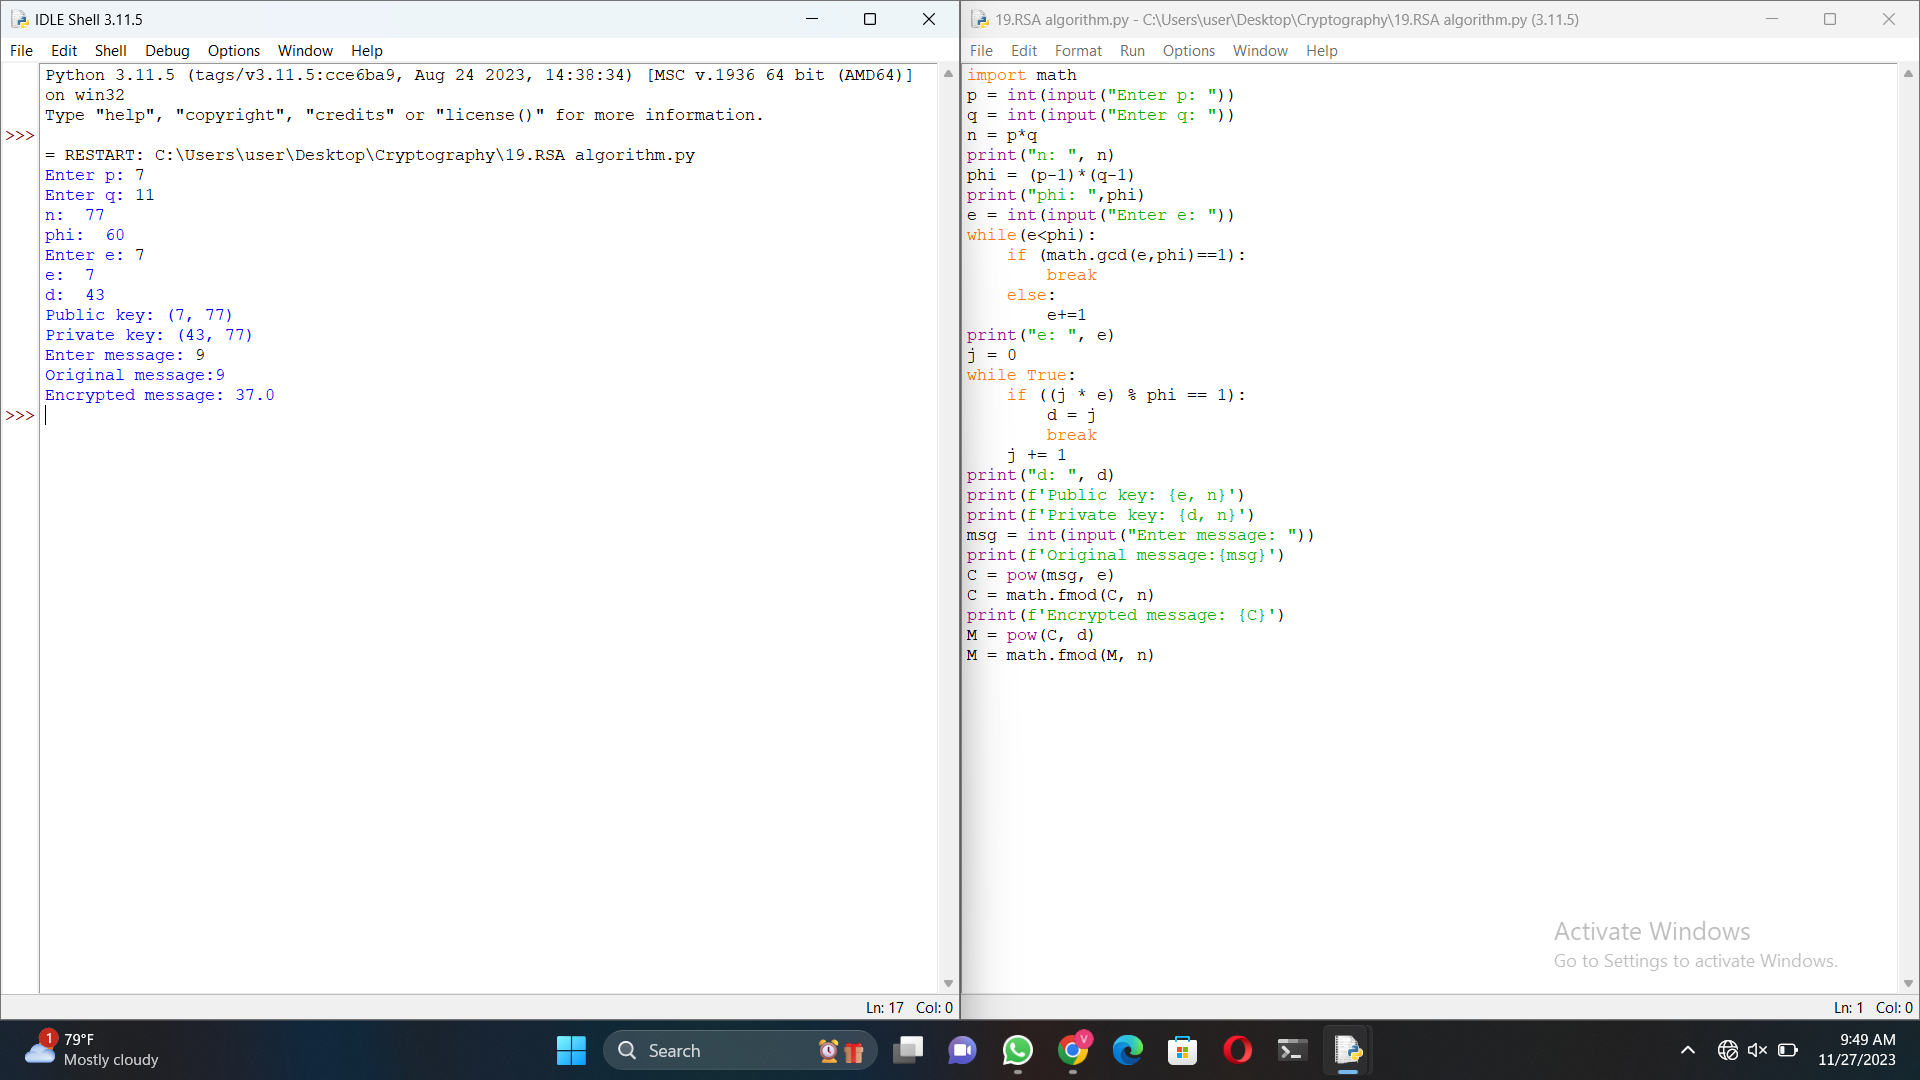 IDLE Shell 3.11.5
File Edit Shell Debug Options Window Help
Python 3.11.5 (tags/v3.11.5:cce6ba9, Aug 24 2023, 14:38:34) [MSC v.1936 64 bit (AMD64)]
on win32
Type "help", "copyright", "credits" or "license()" for more information.
>>>
= RESTART: C:\Users\user\Desktop\Cryptography\19.RSA algorithm.py
Enter p: 7
Enter q: 11
n:  77
phi:  60
Enter e: 7
e:  7
d:  43
Public key: (7, 77)
Private key: (43, 77)
Enter message: 9
Original message:9
Encrypted message: 37.0
>>>
Ln: 17 Col: 0
19.RSA algorithm.py - C:\Users\user\Desktop\Cryptography\19.RSA algorithm.py (3.11.5)
File Edit Format Run Options Window Help
import math
p = int(input("Enter p: "))
q = int(input("Enter q: "))
n = p*q
print("n: ", n)
phi = (p-1)*(q-1)
print("phi: ",phi)
e = int(input("Enter e: "))
while(e<phi):
    if (math.gcd(e,phi)==1):
        break
    else:
        e+=1
print("e: ", e)
j = 0
while True:
    if ((j * e) % phi == 1):
        d = j
        break
    j += 1
print("d: ", d)
print(f'Public key: {e, n}')
print(f'Private key: {d, n}')
msg = int(input("Enter message: "))
print(f'Original message:{msg}')
C = pow(msg, e)
C = math.fmod(C, n)
print(f'Encrypted message: {C}')
M = pow(C, d)
M = math.fmod(M, n)
Activate Windows
Go to Settings to activate Windows.
Ln: 1 Col: 0
1
79°F
Mostly cloudy
Search
V
9:49 AM
11/27/2023